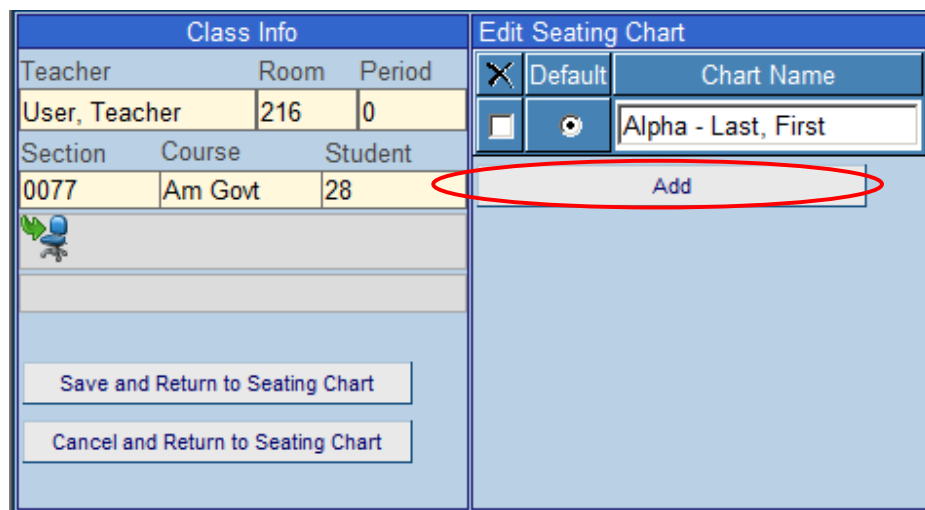 Class Info
Teacher Room Period
User, Teacher 216 0
Section Course Student
0077 Am Govt 28
Save and Return to Seating Chart
Cancel and Return to Seating Chart
Edit Seating Chart
X Default Chart Name
Alpha - Last, First
Add